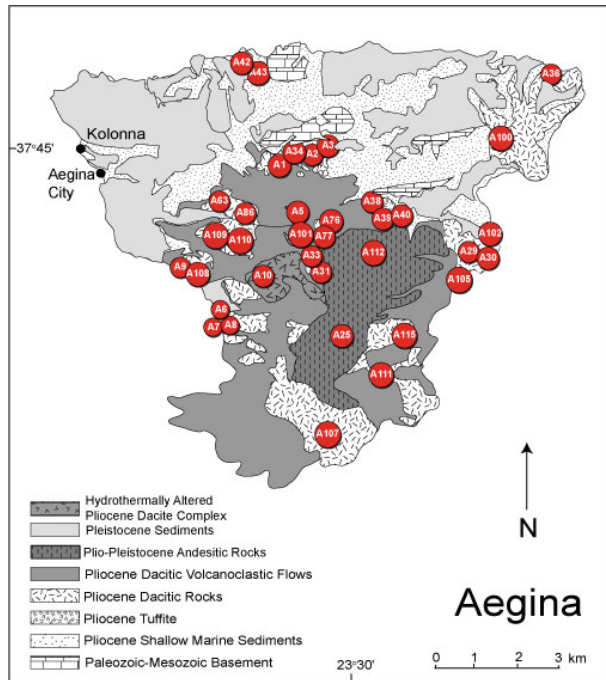 A42
A43
A36
37°45'
Kolonna
Aegina
City
A100
A34
A2
A3
A1
A63
A86
A5
A76
A38
A39
A40
A109
A110
A101
A77
A102
A33
A112
A29
A30
A9
A108
A10
A31
A105
A6
A7
A8
A25
A115
A111
A107
N
Hydrothermally Altered
Pliocene Dacite Complex
Pleistocene Sediments
Plio-Pleistocene Andesitic Rocks
Pliocene Dacitic Volcanoclastic Flows
Pliocene Dacitic Rocks
Pliocene Tuffite
Pliocene Shallow Marine Sediments
Paleozoic-Mesozoic Basement
Aegina
23°30'
0 1 2 3 km